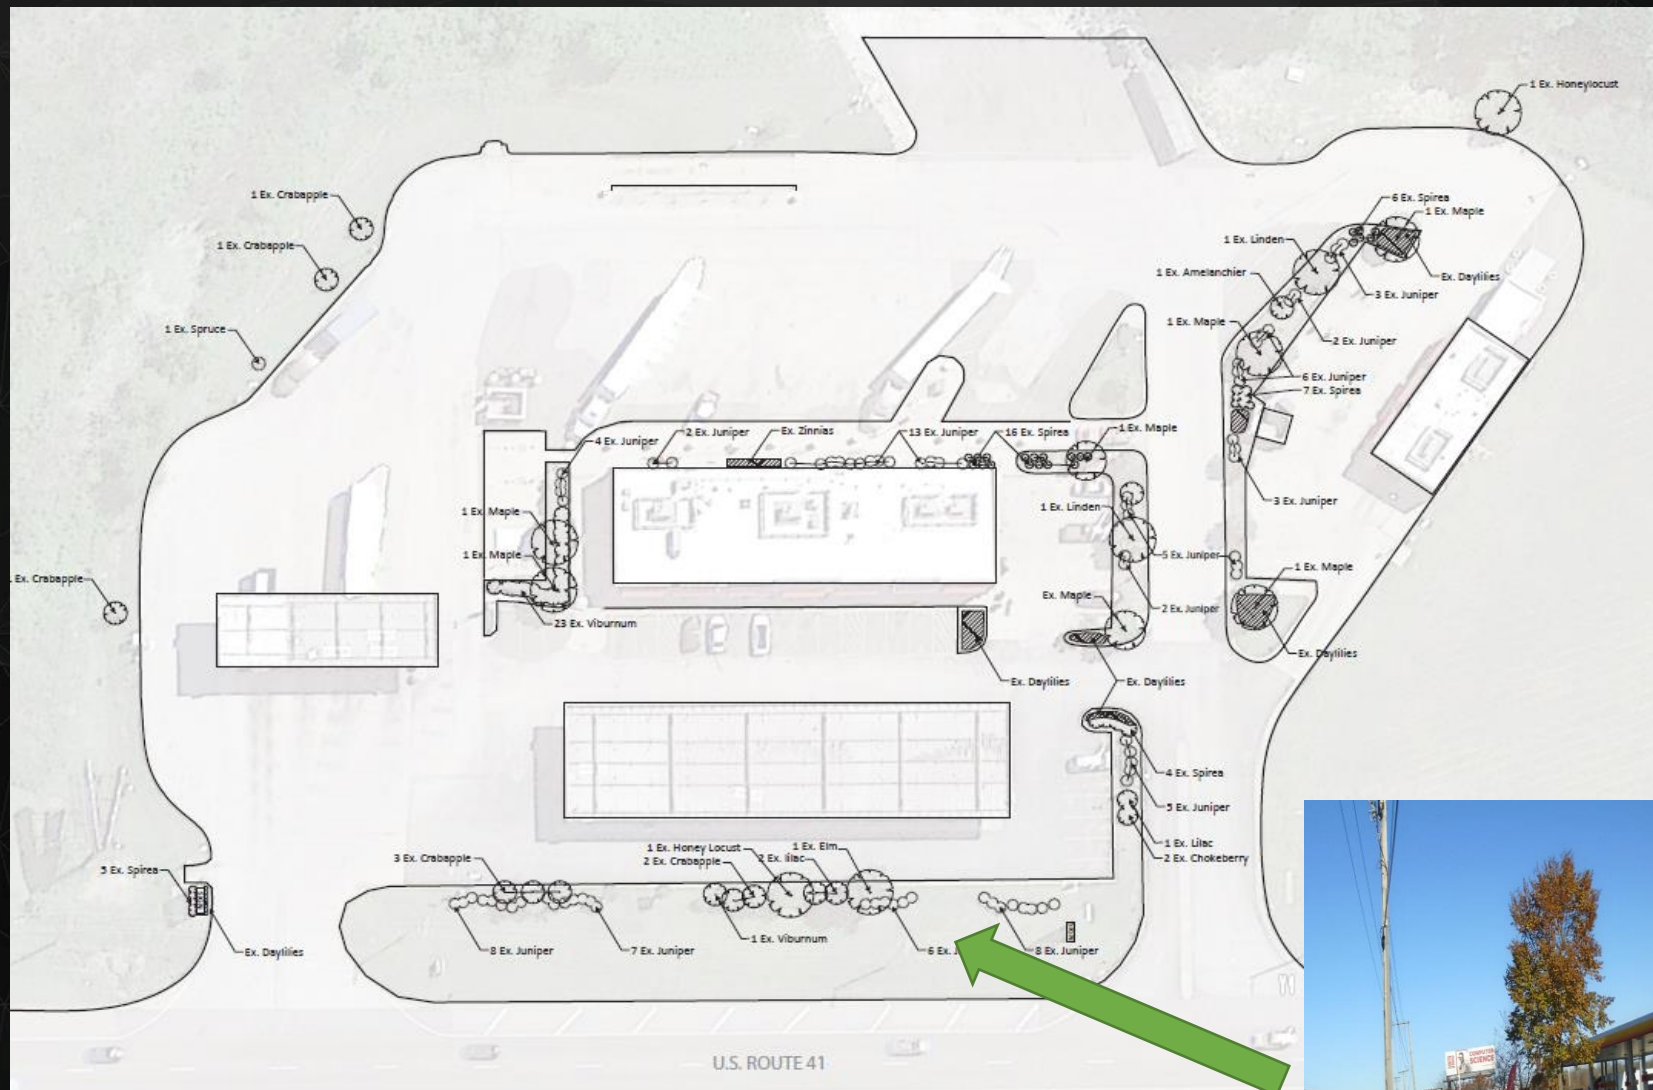 1 Ex. Honeylocust
1 Ex. Crabapple
6 Ex. Spirea
1 Ex. Maple
1 Ex. Crabapple
1 Ex. Linden
1 Ex. Amelanchier
Ex. Daylilies
3 Ex. Juniper
1 Ex. Spruce
1 Ex. Maple
2 Ex. Juniper
6 Ex. Juniper
7 Ex. Spirea
4 Ex. Juniper
2 Ex. Juniper
Ex. Zinnias
13 Ex. Juniper
16 Ex. Spirea
1 Ex. Maple
3 Ex. Juniper
1 Ex. Maple
1 Ex. Linden
1 Ex. Maple
5 Ex. Juniper
1 Ex. Maple
Ex. Crabapple
Ex. Maple
2 Ex. Juniper
23 Ex. Viburnum
Ex. Daylilies
Ex. Daylilies
Ex. Daylilies
4 Ex. Spirea
5 Ex. Juniper
1 Ex. Lilac
2 Ex. Chokeberry
3 Ex. Crabapple
1 Ex. Honey Locust
1 Ex. Elm
2 Ex. Crabapple
2 Ex. lilac
5 Ex. Spirea
1 Ex. Viburnum
Ex. Daylilies
8 Ex. Juniper
7 Ex. Juniper
6 Ex.
8 Ex. Juniper
U.S. ROUTE 41
COMPUTER
SCIENCE